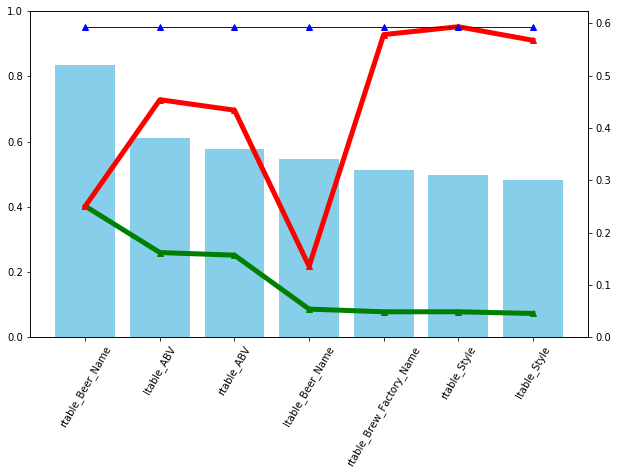 1.0
0.8
0.6
0.4
0.2
0.0
0.6
0.5
0.4
0.3
0.2
0.1
0.0
rtable_Beer_Name
ltable_ABV
rtable_ABV
ltable_Beer_Name
rtable_Brew_Factory_Name
rtable_Style
ltable_Style